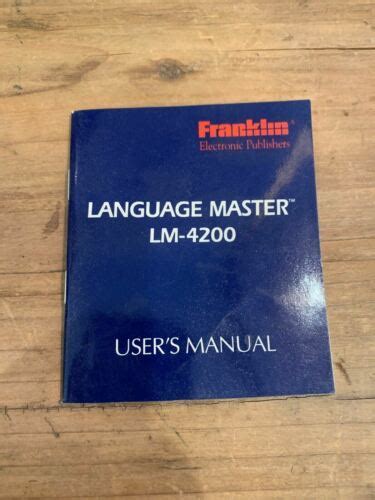 Franklin®
Electronic Publishers
LANGUAGE MASTER™
LM-4200
USER'S MANUAL